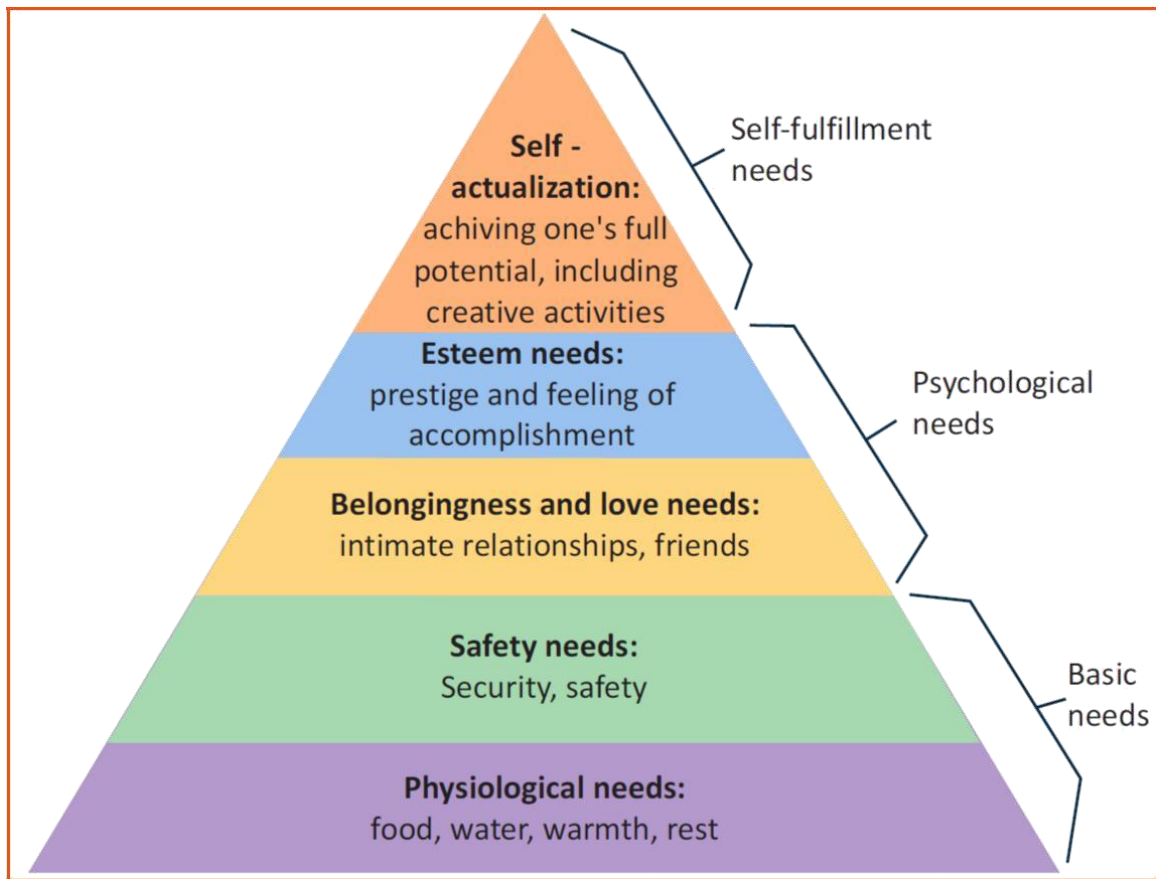 Self -
actualization:
achiving one's full
potential, including
creative activities
Esteem needs:
prestige and feeling of
accomplishment
Belongingness and love needs:
intimate relationships, friends
Safety needs:
Security, safety
Physiological needs:
food, water, warmth, rest
Self-fulfillment
needs
Psychological
needs
Basic
needs